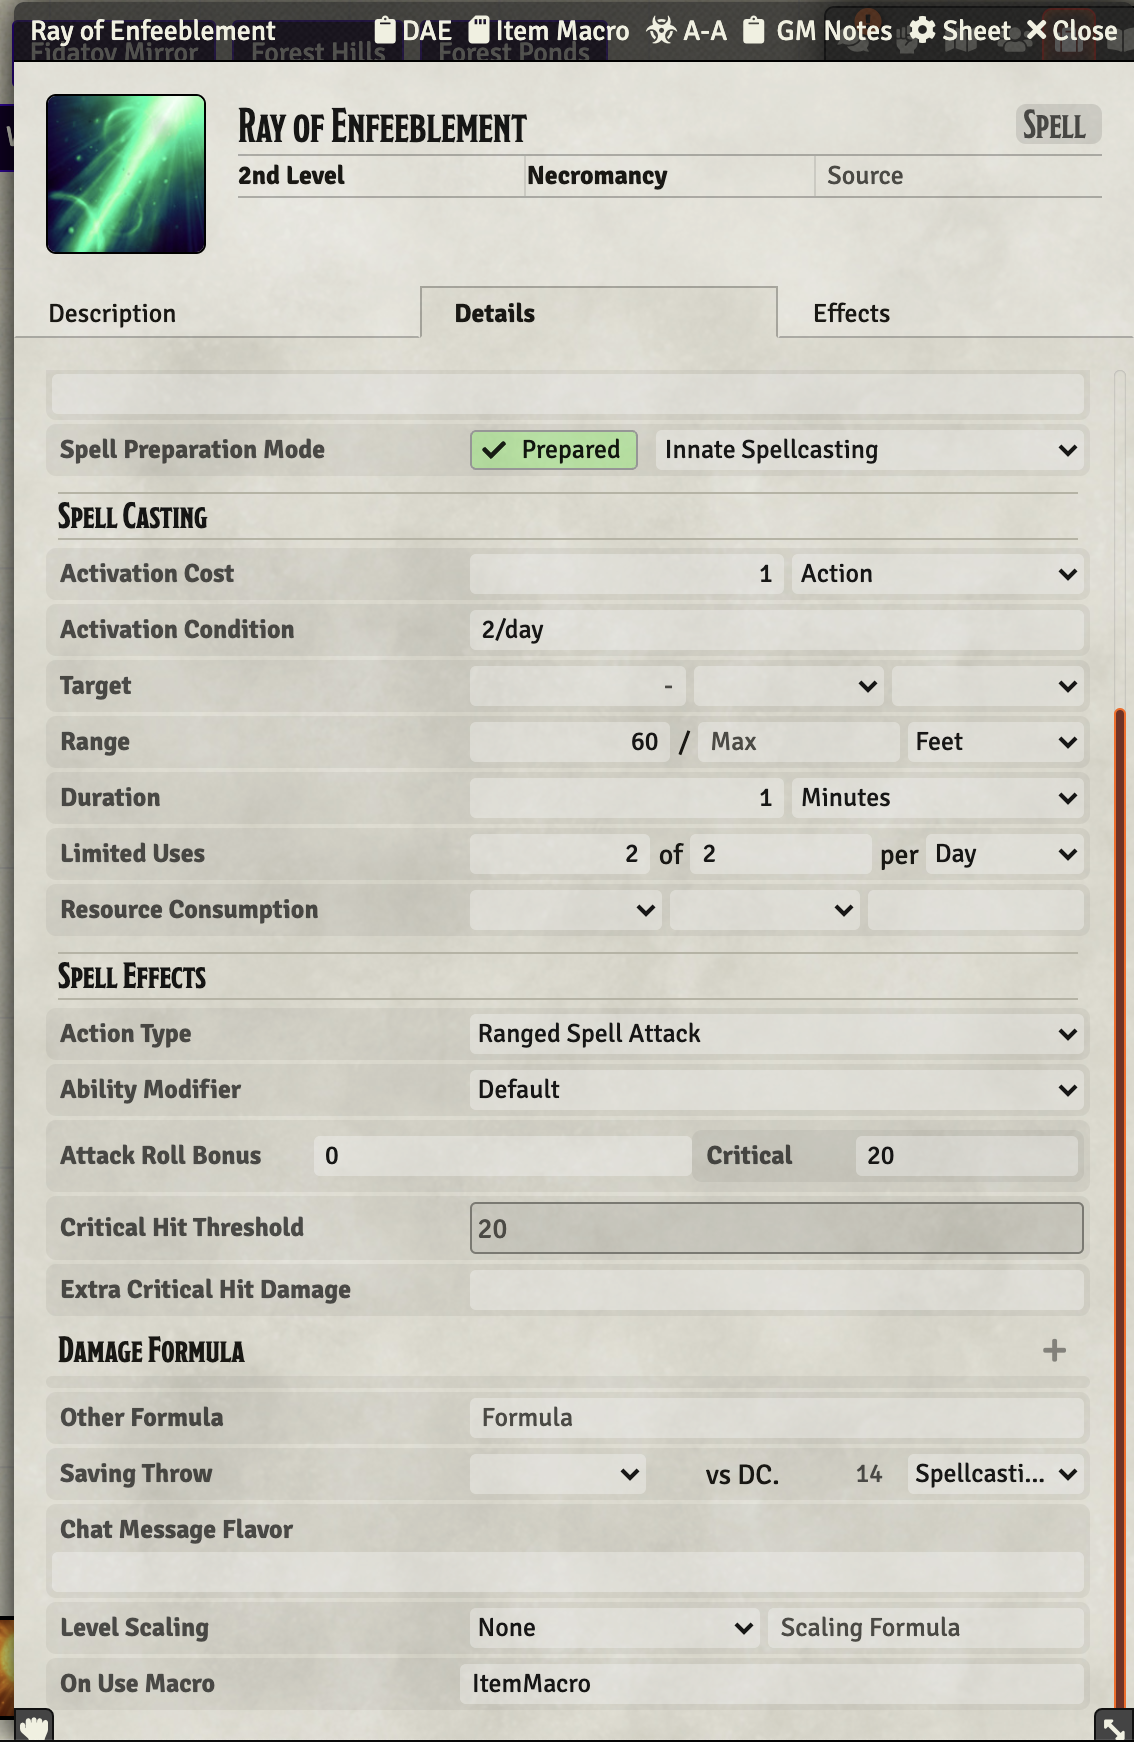 Ray of Enfeeblement DAE Item Macro A-A GM Notes Sheet Close
Fidatov Mirror Forest Hills Forest Ponds
Ray of Enfeeblement Spell
2nd Level Necromancy Source
Description Details Effects
Spell Preparation Mode Prepared Innate Spellcasting
Spell Casting
Activation Cost 1 Action
Activation Condition 2/day
Target -
Range 60 / Max Feet
Duration 1 Minutes
Limited Uses 2 of 2 per Day
Resource Consumption
Spell Effects
Action Type Ranged Spell Attack
Ability Modifier Default
Attack Roll Bonus 0 Critical 20
Critical Hit Threshold 20
Extra Critical Hit Damage
Damage Formula +
Other Formula Formula
Saving Throw vs DC. 14 Spellcasti...
Chat Message Flavor
Level Scaling None Scaling Formula
On Use Macro ItemMacro